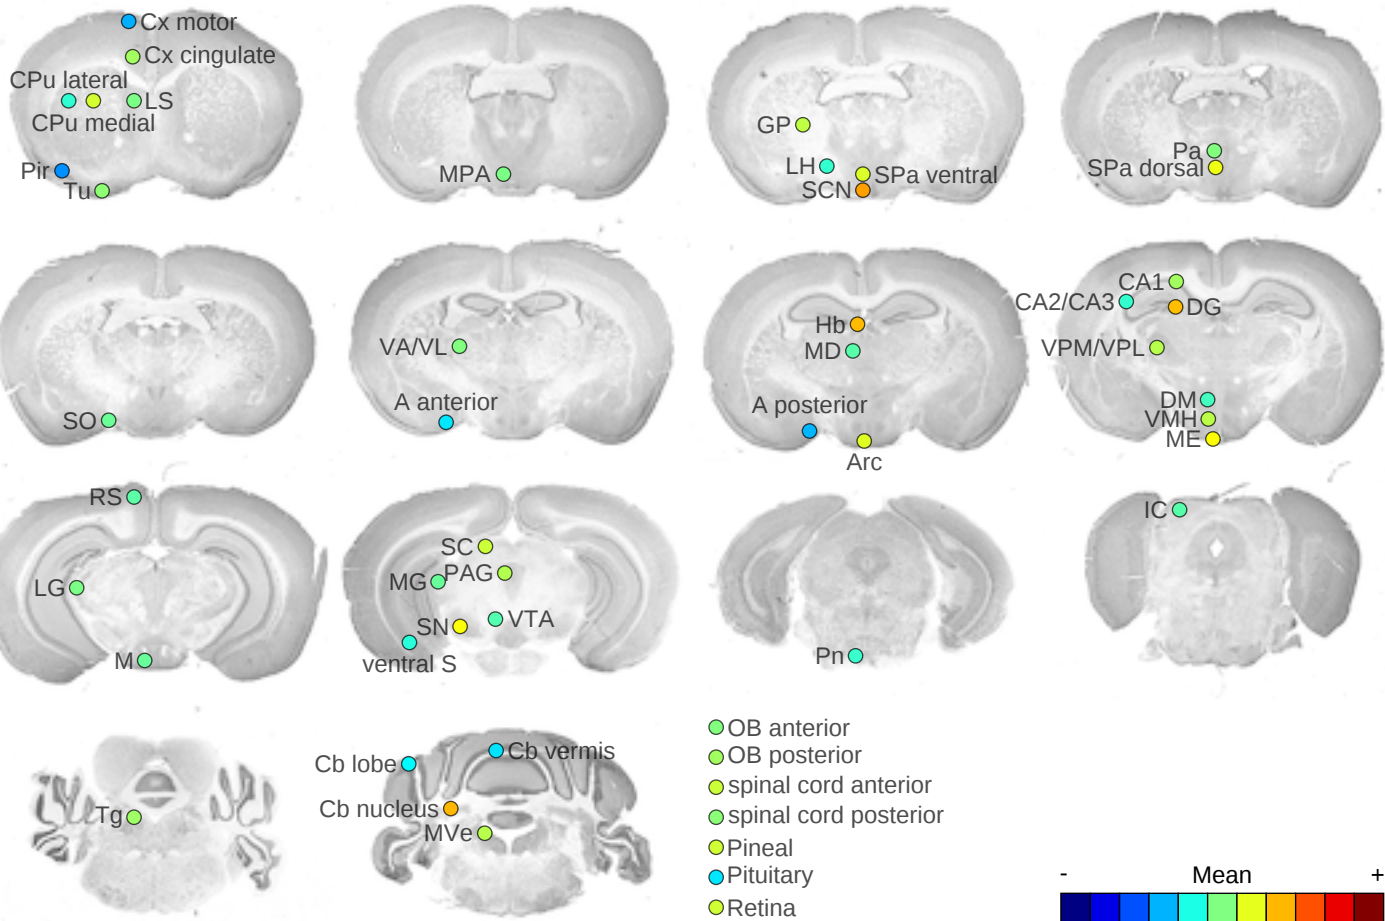 Cx motor
Cx cingulate
CPu lateral
LS
CPu medial
Pir
Tu
MPA
GP
LH
SPa ventral
SCN
Pa
SPa dorsal
SO
VA/VL
A anterior
Hb
MD
A posterior
Arc
CA1
CA2/CA3
DG
VPM/VPL
DM
VMH
ME
RS
LG
M
SC
MG
PAG
SN
VTA
ventral S
Pn
IC
Tg
Cb lobe
Cb vermis
Cb nucleus
MVe
OB anterior
OB posterior
spinal cord anterior
spinal cord posterior
Pineal
Pituitary
Retina
- Mean +